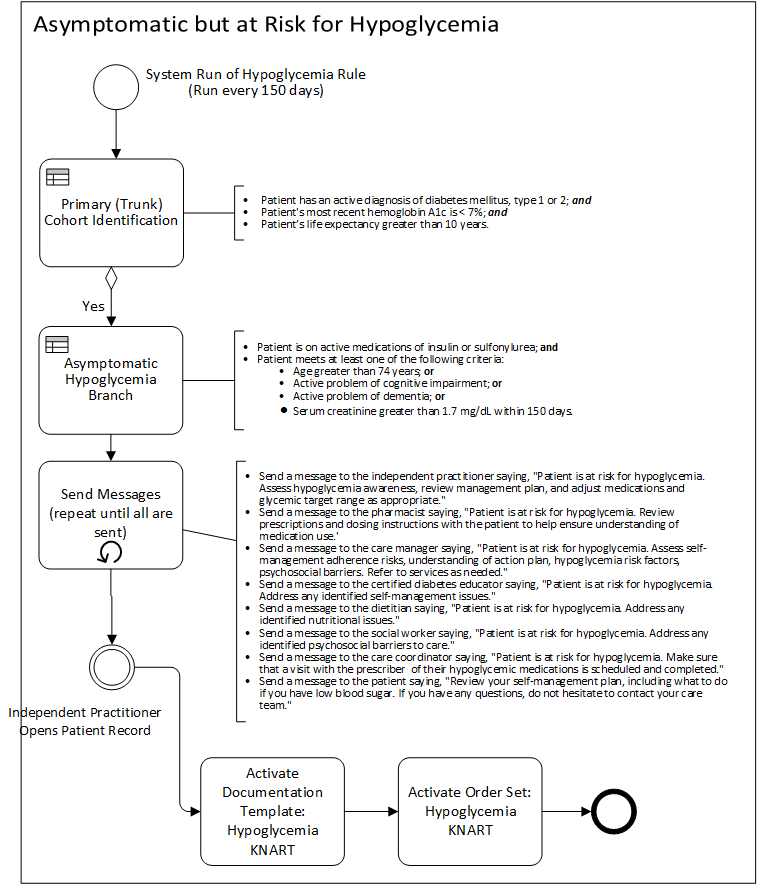 Asymptomatic but at Risk for Hypoglycemia
System Run of Hypoglycemia Rule
(Run every 150 days)
Primary (Trunk)
Cohort Identification
• Patient has an active diagnosis of diabetes mellitus, type 1 or 2; and
• Patient's most recent hemoglobin A1c is < 7%; and
• Patient's life expectancy greater than 10 years.
Yes
Asymptomatic
Hypoglycemia
Branch
• Patient is on active medications of insulin or sulfonylurea; and
• Patient meets at least one of the following criteria:
• Age greater than 74 years; or
• Active problem of cognitive impairment; or
• Active problem of dementia; or
• Serum creatinine greater than 1.7 mg/dL within 150 days.
Send Messages
(repeat until all are
sent)
• Send a message to the independent practitioner saying, "Patient is at risk for hypoglycemia.
Assess hypoglycemia awareness, review management plan, and adjust medications and
glycemic target range as appropriate."
• Send a message to the pharmacist saying, "Patient is at risk for hypoglycemia. Review
prescriptions and dosing instructions with the patient to help ensure understanding of
medication use.'
• Send a message to the care manager saying, "Patient is at risk for hypoglycemia. Assess self-
management adherence risks, understanding of action plan, hypoglycemia risk factors,
psychosocial barriers. Refer to services as needed."
• Send a message to the certified diabetes educator saying, "Patient is at risk for hypoglycemia.
Address any identified self-management issues."
• Send a message to the dietitian saying, "Patient is at risk for hypoglycemia. Address any
identified nutritional issues."
• Send a message to the social worker saying, "Patient is at risk for hypoglycemia. Address any
identified psychosocial barriers to care."
• Send a message to the care coordinator saying, "Patient is at risk for hypoglycemia. Make sure
that a visit with the prescriber of their hypoglycemic medications is scheduled and completed."
• Send a message to the patient saying, "Review your self-management plan, including what to do
if you have low blood sugar. If you have any questions, do not hesitate to contact your care
team."
Independent Practitioner
Opens Patient Record
Activate
Documentation
Template:
Hypoglycemia
KNART
Activate Order Set:
Hypoglycemia
KNART